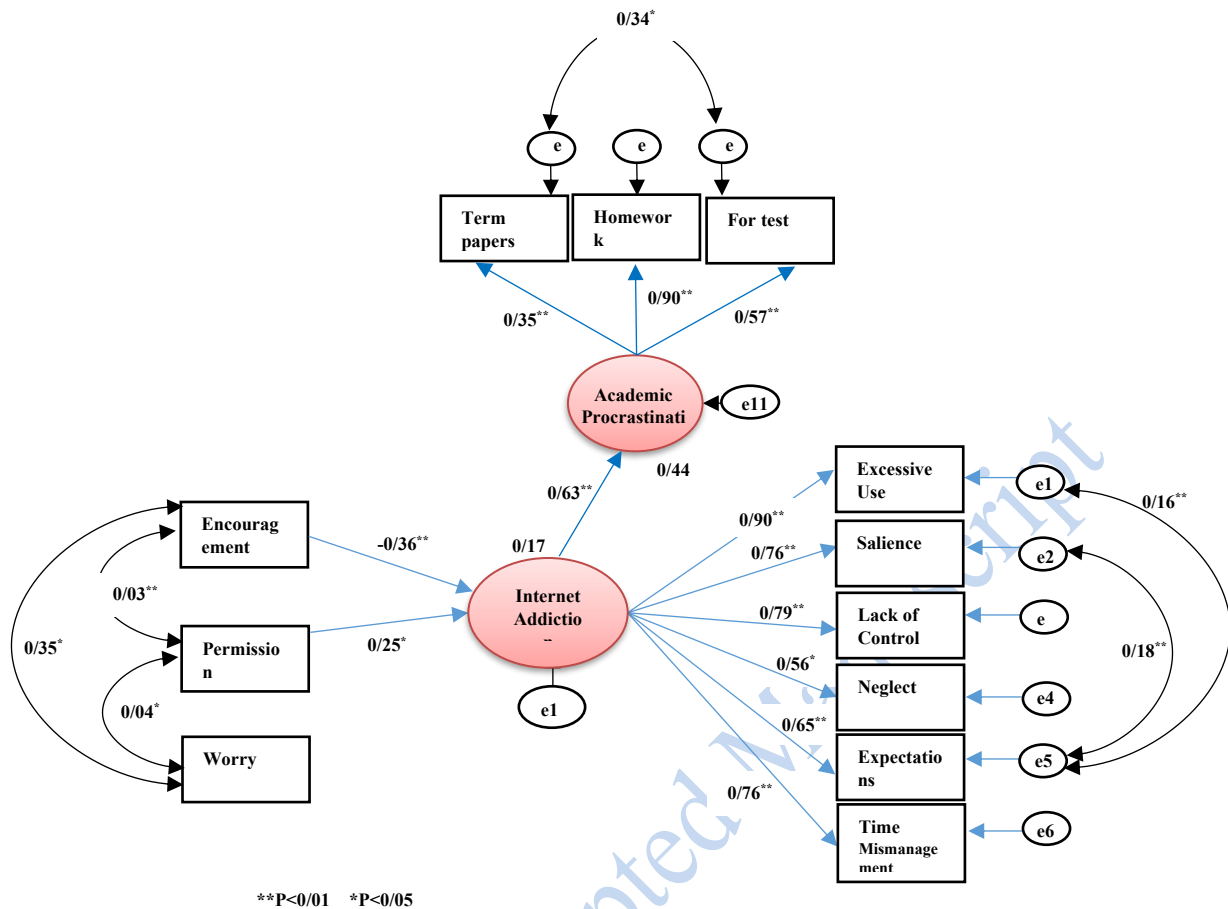 0/34*
e
e
e
Term
papers
Homewor
k
For test
0/35**
0/90**
0/57**
Academic
Procrastinati
e11
0/44
0/63**
0/17
Encourag
ement
Permissio
n
Worry
0/03**
0/35*
0/04*
-0/36**
0/25*
Internet
Addictio
e1
0/90**
0/76**
0/79**
0/56*
0/65**
0/76**
Excessive
Use
Salience
Lack of
Control
Neglect
Expectatio
ns
Time
Mismanage
ment
e1
e2
e
e4
e5
e6
0/16**
0/18**
**P<0/01 *P<0/05